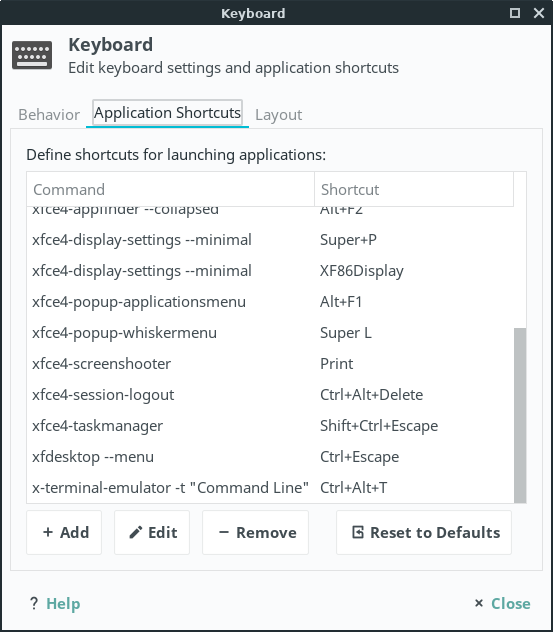 Keyboard
Keyboard
Edit keyboard settings and application shortcuts
Behavior Application Shortcuts Layout
Define shortcuts for launching applications:
Command Shortcut
xfce4-appfinder --collapsed Alt+F2
xfce4-display-settings --minimal Super+P
xfce4-display-settings --minimal XF86Display
xfce4-popup-applicationsmenu Alt+F1
xfce4-popup-whiskermenu Super L
xfce4-screenshooter Print
xfce4-session-logout Ctrl+Alt+Delete
xfce4-taskmanager Shift+Ctrl+Escape
xfdesktop --menu Ctrl+Escape
x-terminal-emulator -t "Command Line" Ctrl+Alt+T
+ Add Edit − Remove Reset to Defaults
? Help × Close